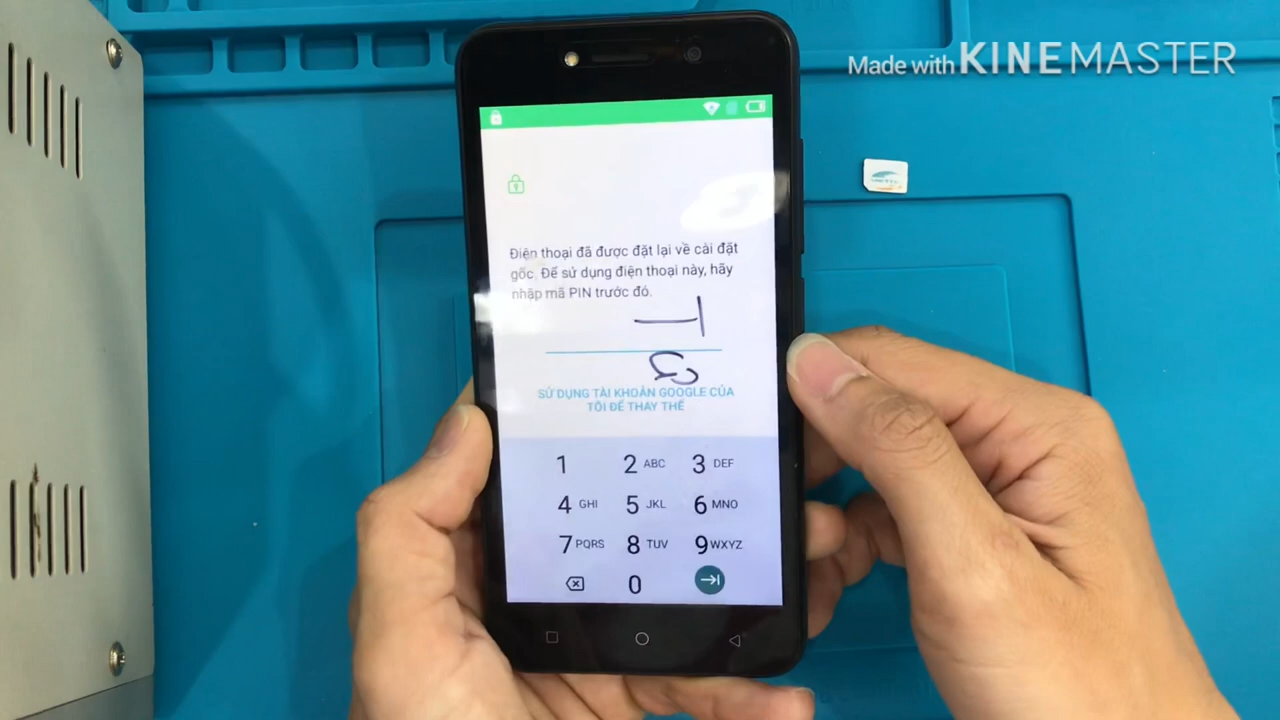 Made with KINEMASTER
Điện thoại đã được đặt lại về cài đặt
gốc. Để sử dụng điện thoại này, hãy
nhập mã PIN trước đó.
SỬ DỤNG TÀI KHOẢN GOOGLE CỦA
TÔI ĐỂ THAY THẾ
1 2 ABC 3 DEF
4 GHI 5 JKL 6 MNO
7 PQRS 8 TUV 9 WXYZ
0